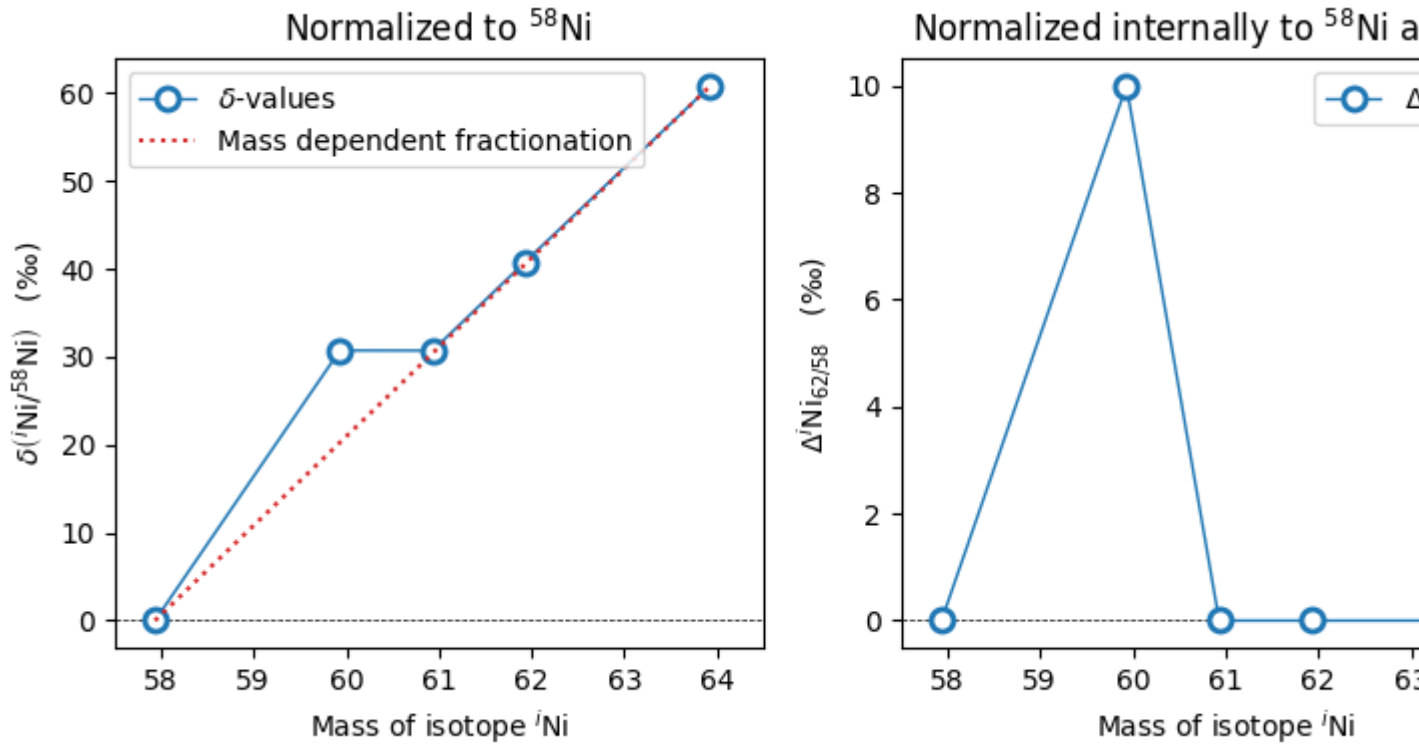 Normalized to ⁵⁸Ni
δ-values
Mass dependent fractionation
60
50
40
30
20
10
0
δ(ⁱNi/⁵⁸Ni) (‰)
58 59 60 61 62 63 64
Mass of isotope ⁱNi
Normalized internally to ⁵⁸Ni a
Δ
10
8
6
4
2
0
ΔⁱNi₆₂/₅₈ (‰)
58 59 60 61 62 63
Mass of isotope ⁱNi